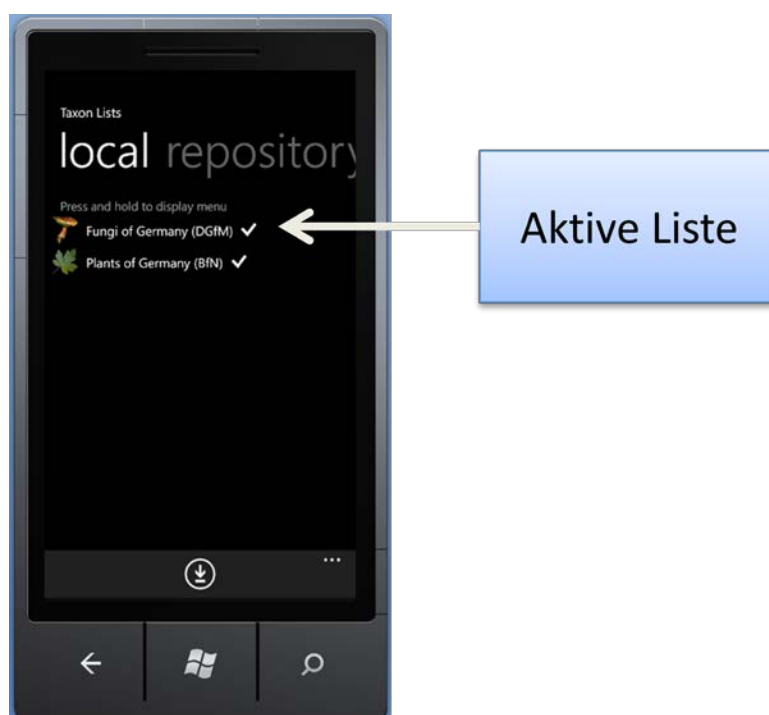 Taxon Lists
local repository
Press and hold to display menu
Fungi of Germany (DGfM)
Plants of Germany (BfN)
Aktive Liste